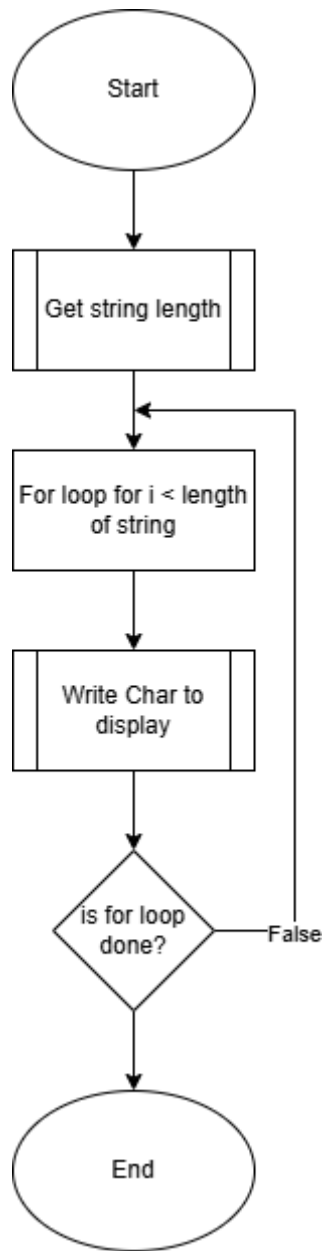 Start
Get string length
For loop for i < length
of string
Write Char to
display
is for loop
done?
False
End